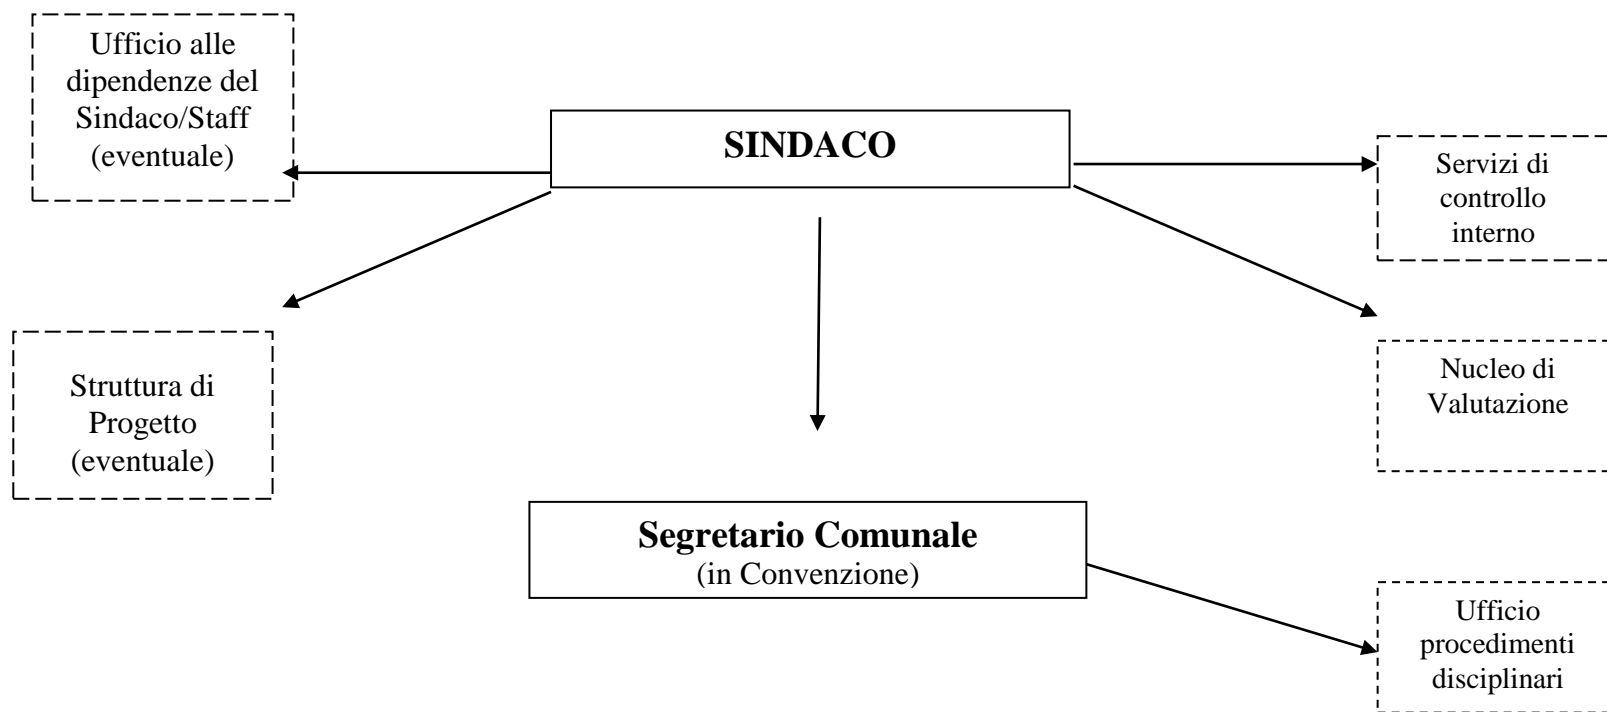 Ufficio alle
dipendenze del
Sindaco/Staff
(eventuale)
SINDACO
Servizi di
controllo
interno
Struttura di
Progetto
(eventuale)
Nucleo di
Valutazione
Segretario Comunale
(in Convenzione)
Ufficio
procedimenti
disciplinari